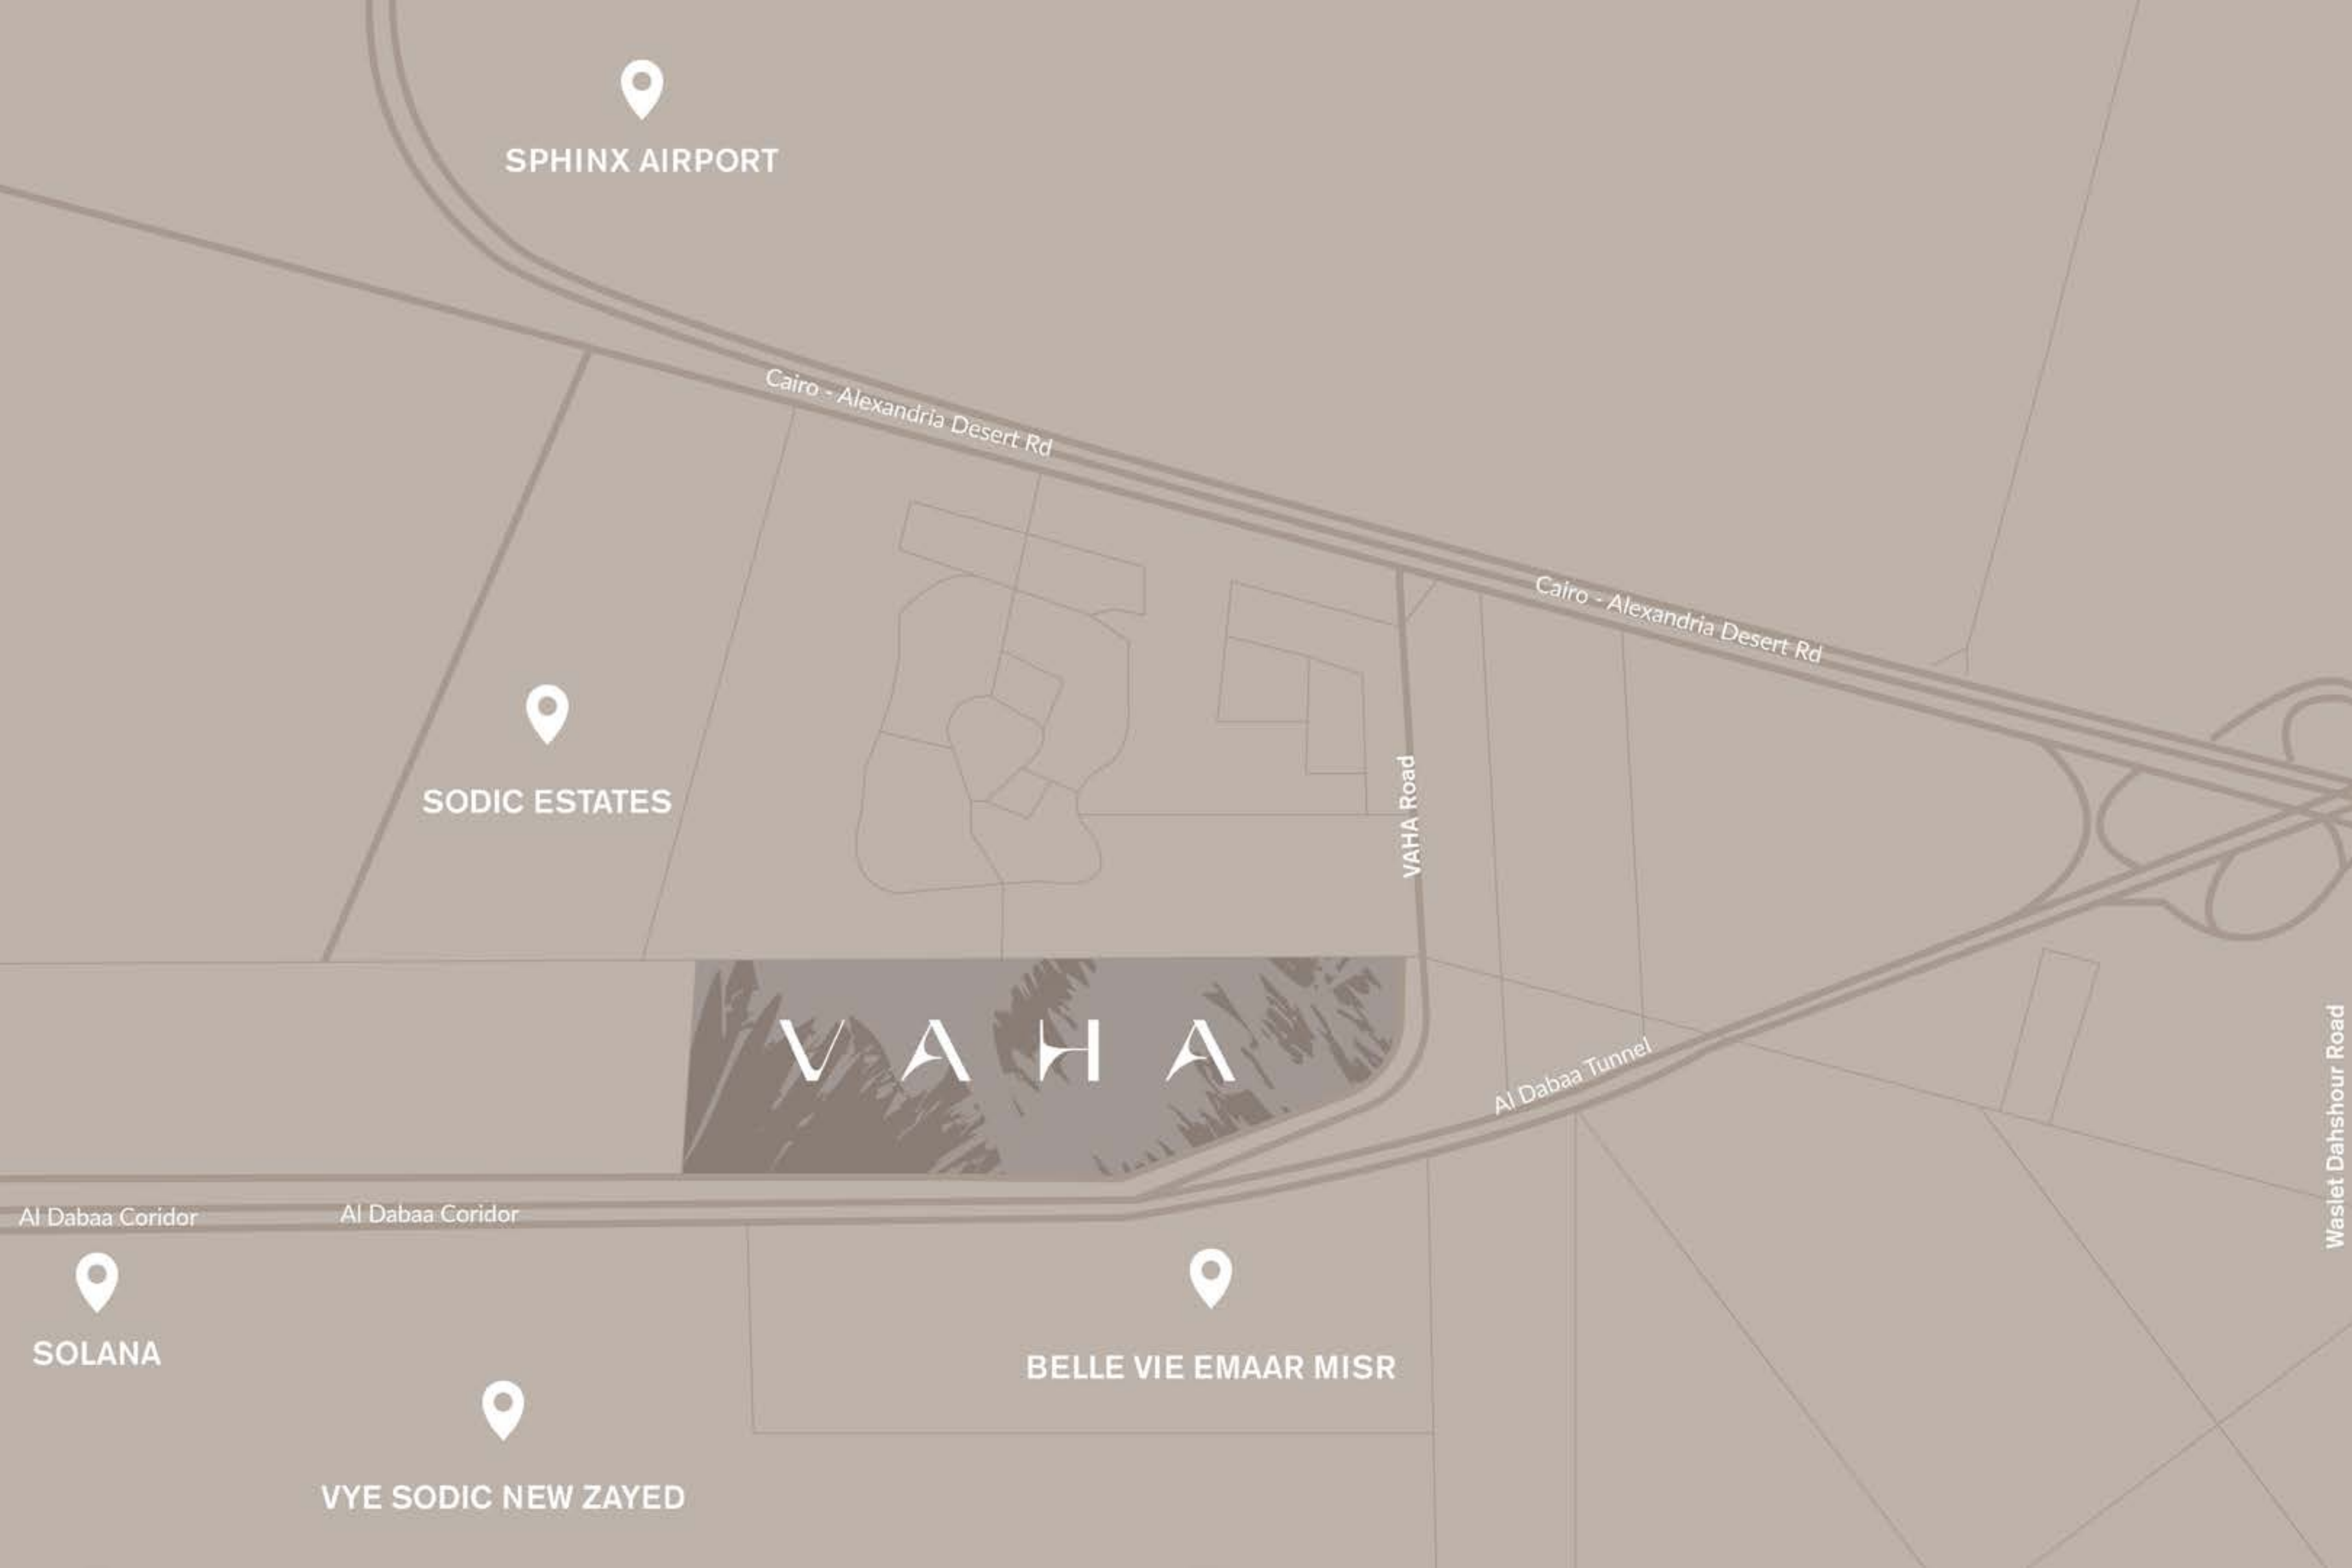 SPHINX AIRPORT
Cairo - Alexandria Desert Rd
Cairo - Alexandria Desert Rd
SODIC ESTATES
VAHA Road
VAHA
Al Dabaa Tunnel
Waslet Dahshour Road
Al Dabaa Coridor
Al Dabaa Coridor
SOLANA
BELLE VIE EMAAR MISR
VYE SODIC NEW ZAYED